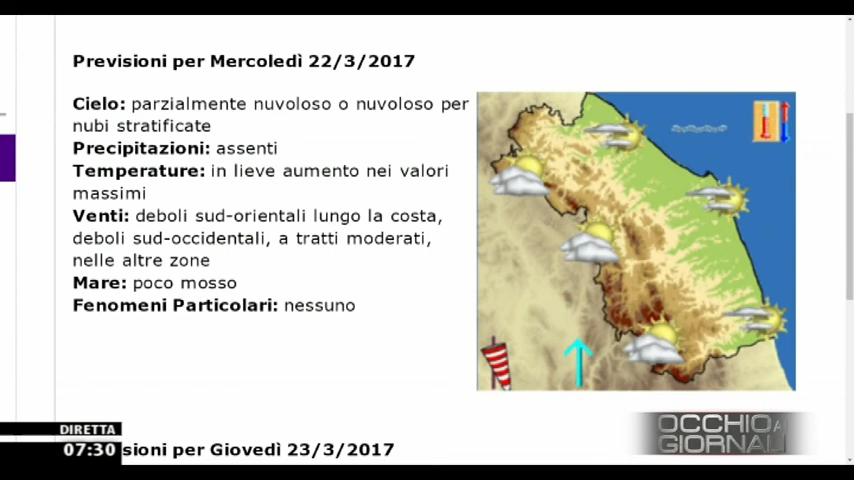 Previsioni per Mercoledì 22/3/2017
Cielo: parzialmente nuvoloso o nuvoloso per
nubi stratificate
Precipitazioni: assenti
Temperature: in lieve aumento nei valori
massimi
Venti: deboli sud-orientali lungo la costa,
deboli sud-occidentali, a tratti moderati,
nelle altre zone
Mare: poco mosso
Fenomeni Particolari: nessuno
DIRETTA
07:30
sioni per Giovedì 23/3/2017
OCCHIO AI
GIORNALI